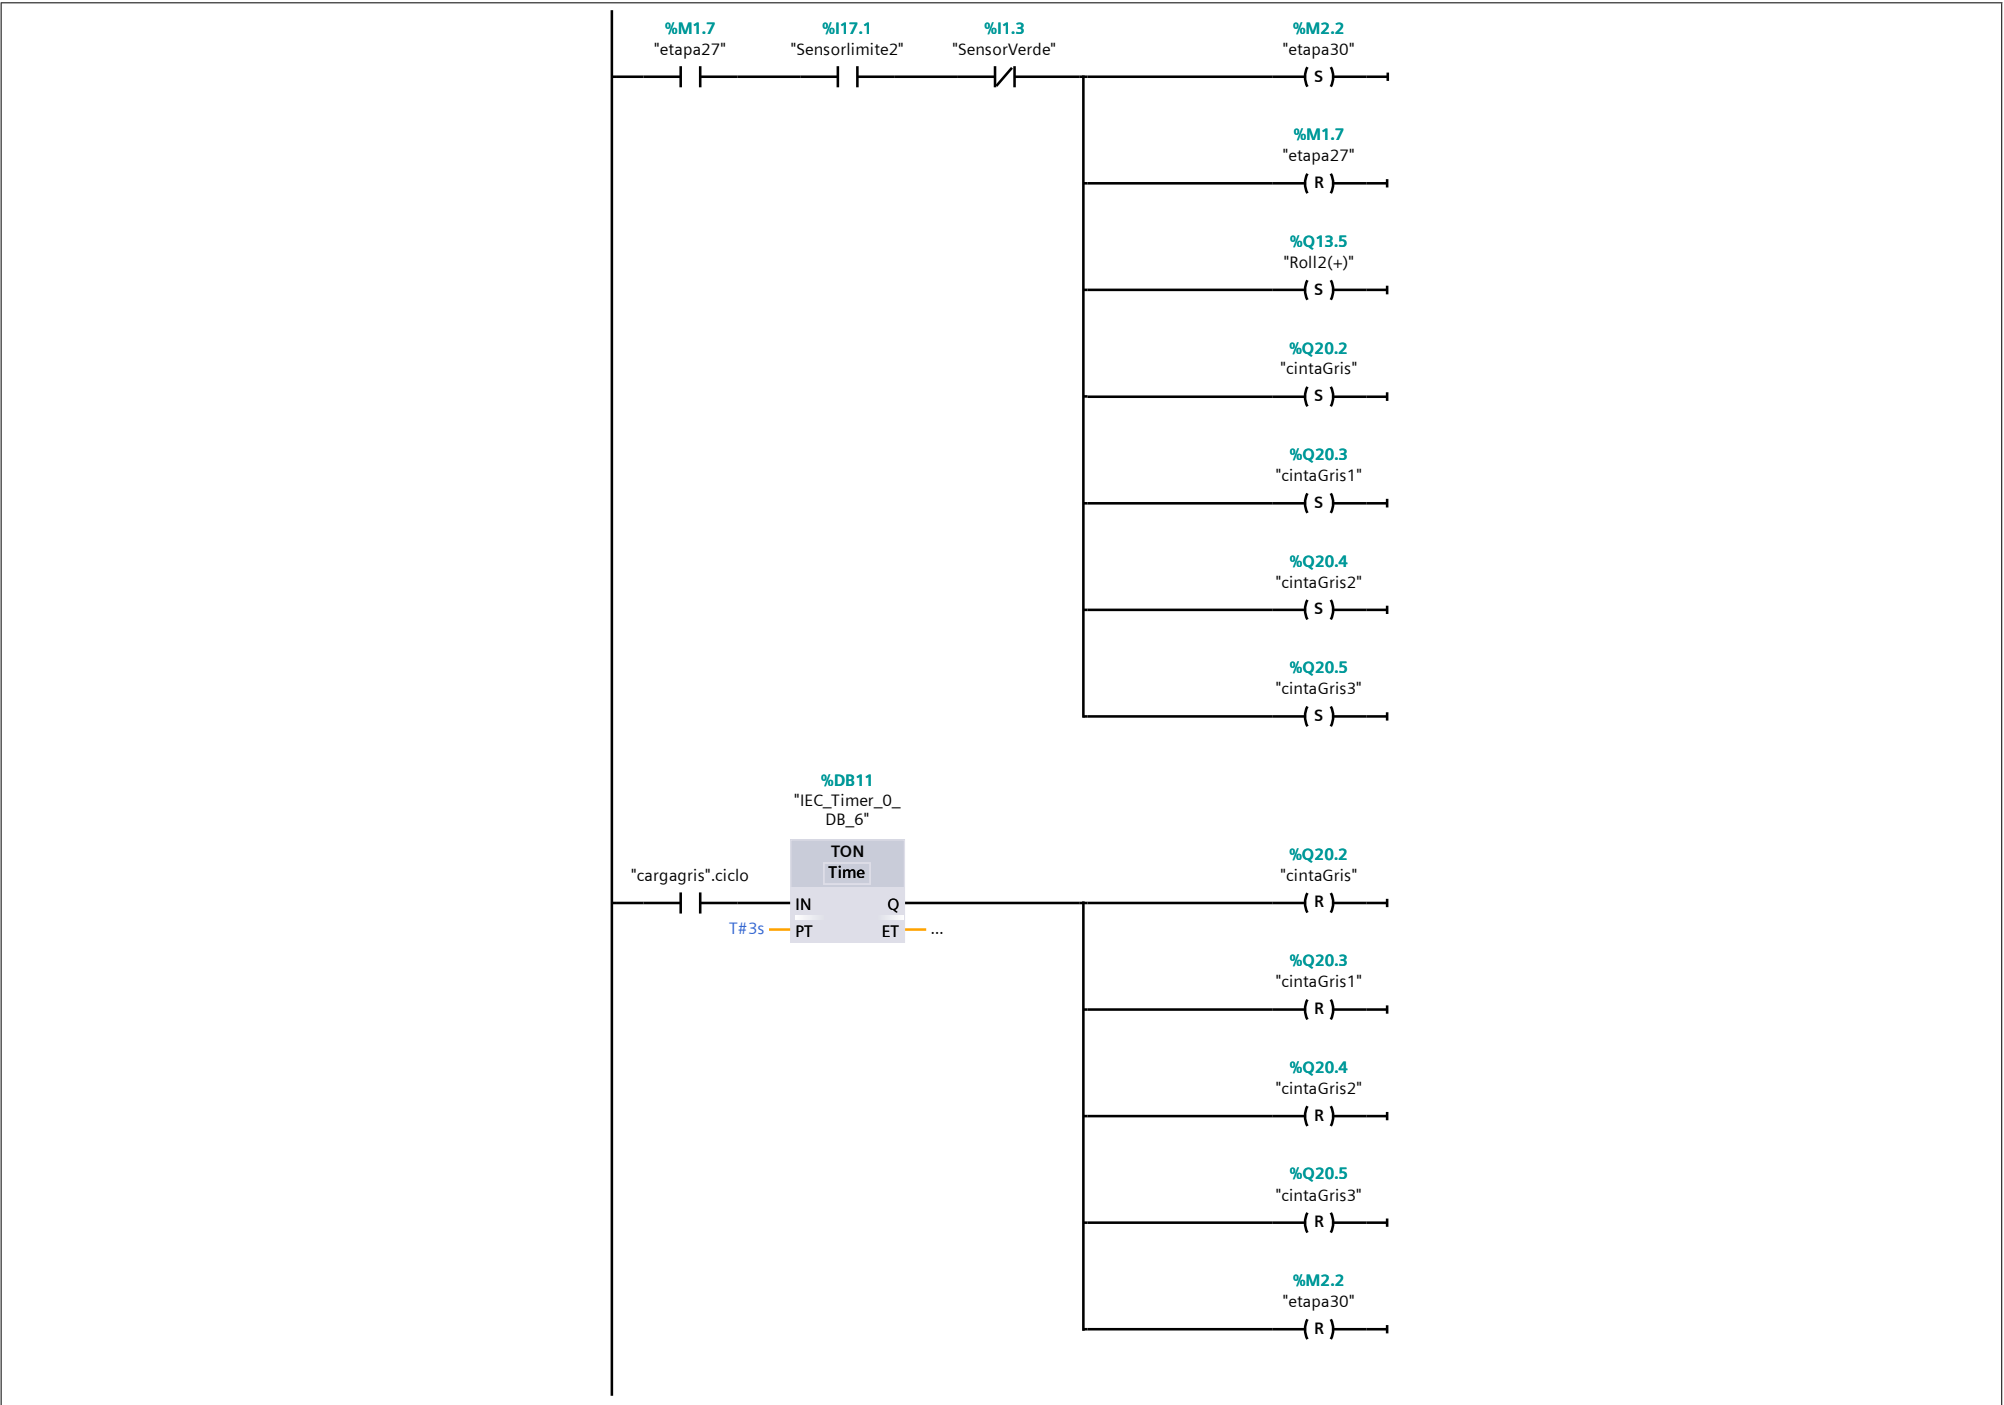 %M1.7
"etapa27"
%I17.1
"Sensorlimite2"
%I1.3
"SensorVerde"
%M2.2
"etapa30"
S
%M1.7
"etapa27"
R
%Q13.5
"Roll2(+)"
S
%Q20.2
"cintaGris"
S
%Q20.3
"cintaGris1"
S
%Q20.4
"cintaGris2"
S
%Q20.5
"cintaGris3"
S
%DB11
"IEC_Timer_0_
DB_6"
TON
Time
"cargagris".ciclo
IN
Q
T#3s
PT
ET
...
%Q20.2
"cintaGris"
R
%Q20.3
"cintaGris1"
R
%Q20.4
"cintaGris2"
R
%Q20.5
"cintaGris3"
R
%M2.2
"etapa30"
R